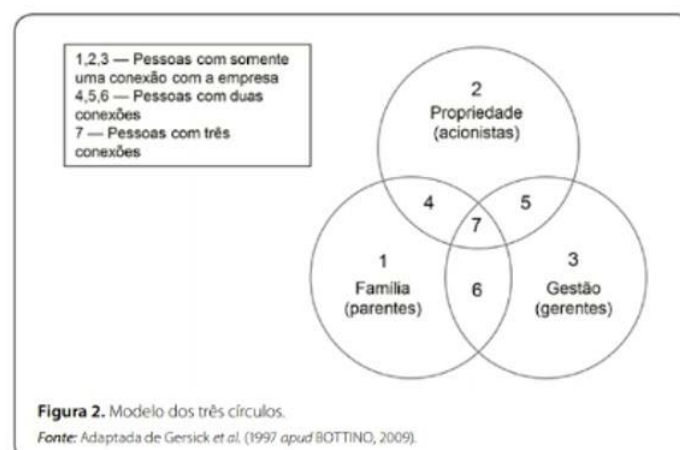 1,2,3 — Pessoas com somente
uma conexão com a empresa
4,5,6 — Pessoas com duas
conexões
7 — Pessoas com três
conexões
2
Propriedade
(acionistas)
4
5
7
1
Família
(parentes)
6
3
Gestão
(gerentes)
Figura 2. Modelo dos três círculos.
Fonte: Adaptada de Gersick et al. (1997 apud BOTTINO, 2009).